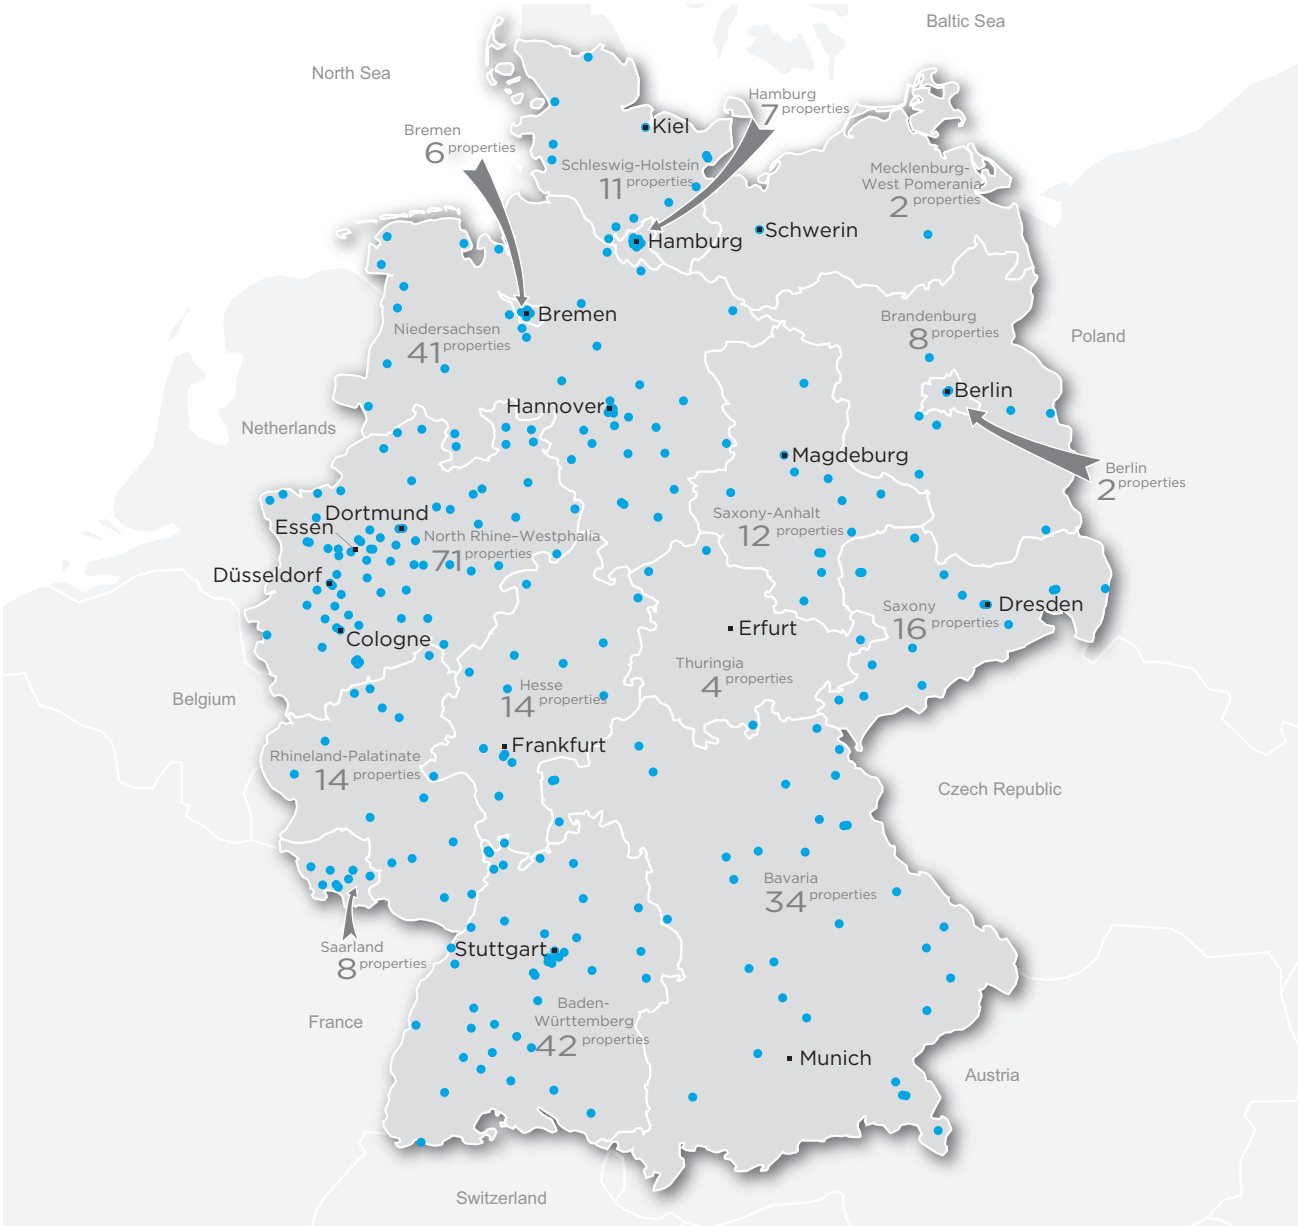 Baltic Sea
North Sea
Hamburg
7 properties
Kiel
Bremen
6 properties
Schleswig-Holstein
11 properties
Mecklenburg-
West Pomerania
2 properties
Schwerin
Hamburg
Bremen
Brandenburg
8 properties
Niedersachsen
41 properties
Poland
Berlin
Hannover
Netherlands
Magdeburg
Berlin
2 properties
Dortmund
Essen
Saxony-Anhalt
12 properties
North Rhine–Westphalia
71 properties
Düsseldorf
Saxony
16 properties
Dresden
Erfurt
Cologne
Thuringia
4 properties
Belgium
Hesse
14 properties
Frankfurt
Rhineland-Palatinate
14 properties
Czech Republic
Bavaria
34 properties
Saarland
8 properties
Stuttgart
Baden-
Württemberg
42 properties
France
Munich
Austria
Switzerland